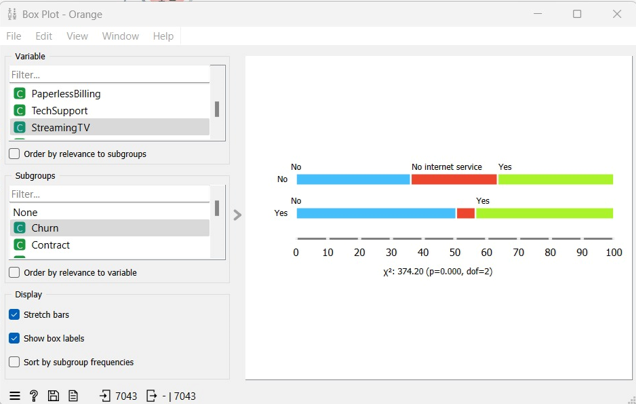 Box Plot - Orange
File Edit View Window Help
Variable
Filter...
C PaperlessBilling
C TechSupport
C StreamingTV
Order by relevance to subgroups
Subgroups
Filter...
None
C Churn
C Contract
Order by relevance to variable
Display
Stretch bars
Show box labels
Sort by subgroup frequencies
7043 - | 7043
No No internet service Yes
No
No Yes
Yes
0 10 20 30 40 50 60 70 80 90 100
χ²: 374.20 (p=0.000, dof=2)